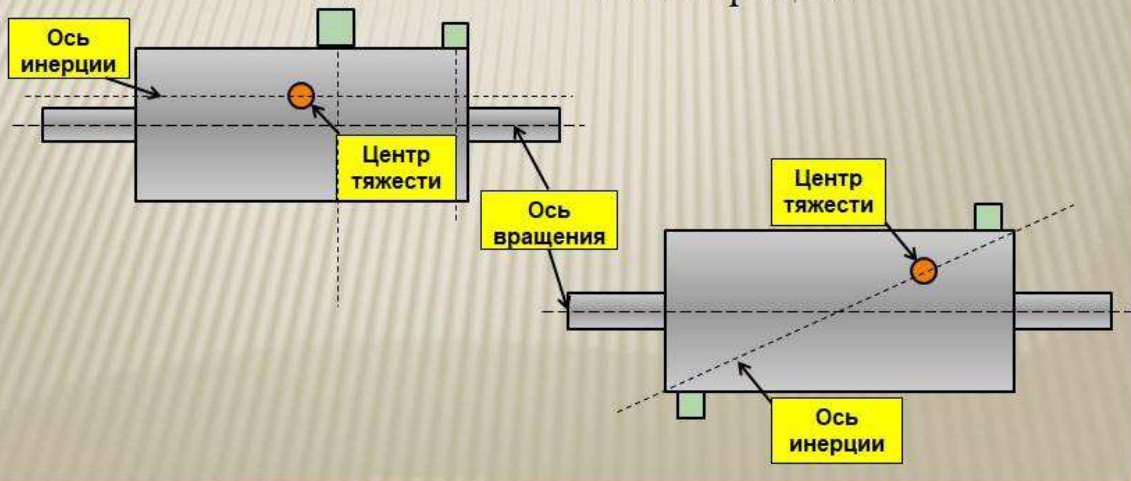 Ось
инерции
Центр
тяжести
Ось
вращения
Центр
тяжести
Ось
инерции